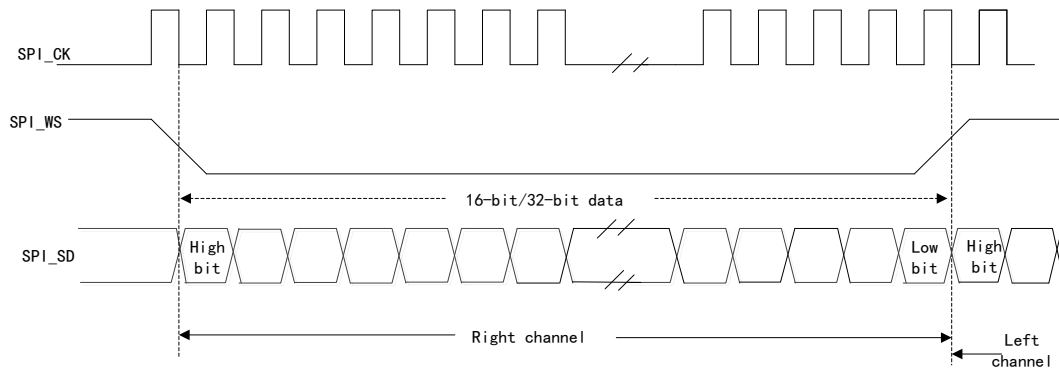 SPI_CK
SPI_WS
16-bit/32-bit data
SPI_SD
High
bit
Low
bit
High
bit
Right channel
Left
channel